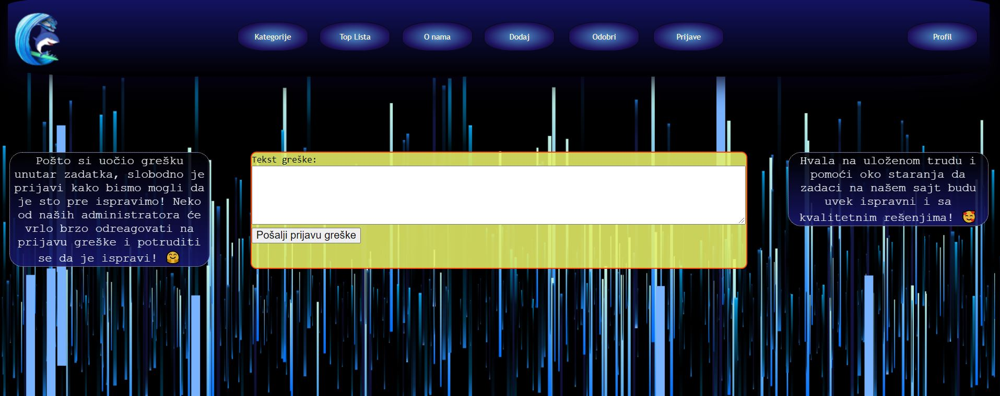 Kategorije
Top Lista
O nama
Dodaj
Odobri
Prijave
Profil
Pošto si uočio grešku
unutar zadatka, slobodno je
prijavi kako bismo mogli da
je sto pre ispravimo! Neko
od naših administratora će
vrlo brzo odreagovati na
prijavu greške i potruditi
se da je ispravi! 🤗
Tekst greške:
Pošalji prijavu greške
Hvala na uloženom trudu i
pomoći oko staranja da
zadaci na našem sajt budu
uvek ispravni i sa
kvalitetnim rešenjima! 🥰